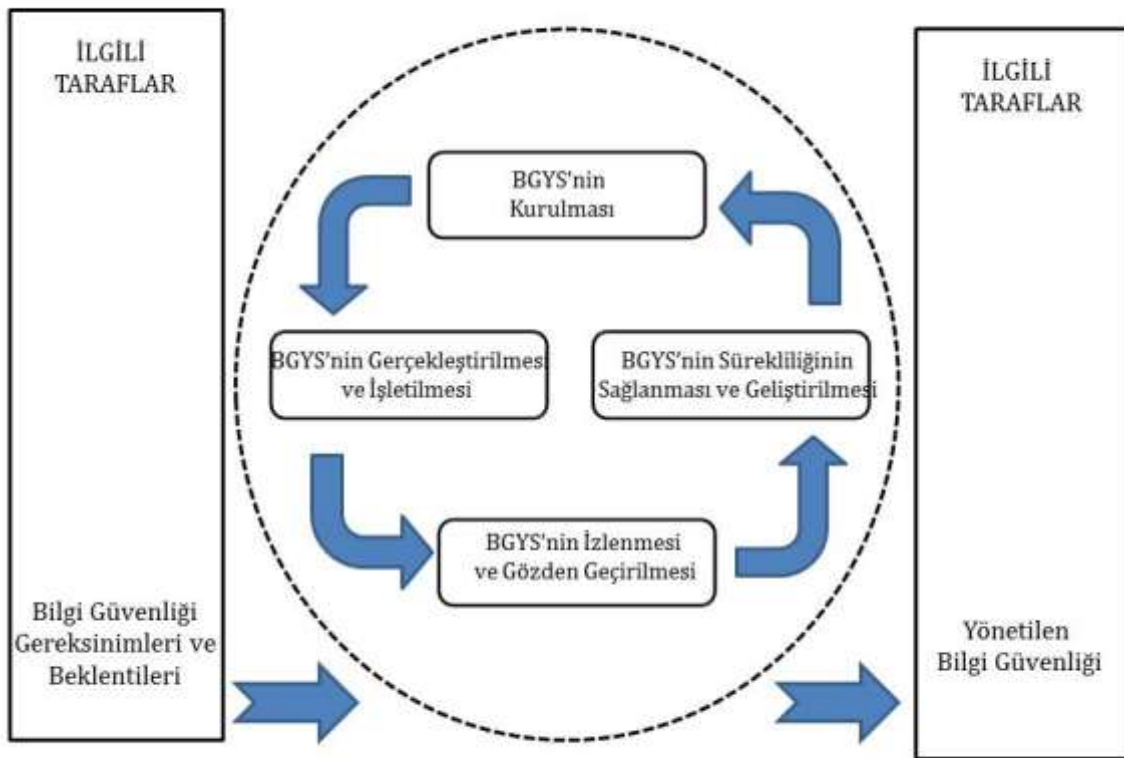 İLGİLİ
TARAFLAR
Bilgi Güvenliği
Gereksinimleri ve
Beklentileri
BGYS'nin
Kurulması
BGYS'nin Gerçekleştirilmesi
ve İşletilmesi
BGYS'nin Sürekliliğinin
Sağlanması ve Geliştirilmesi
BGYS'nin İzlenmesi
ve Gözden Geçirilmesi
İLGİLİ
TARAFLAR
Yönetilen
Bilgi Güvenliği